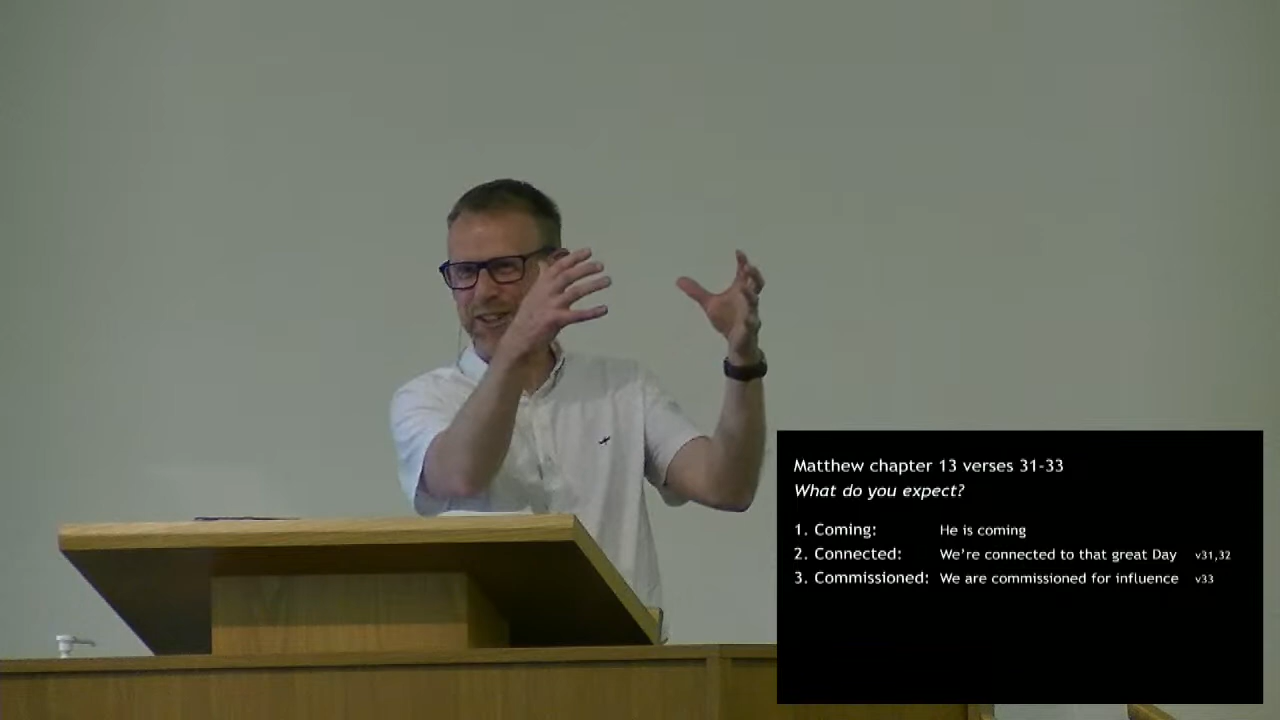 Matthew chapter 13 verses 31-33
What do you expect?
1. Coming: He is coming
2. Connected: We're connected to that great Day v31,32
3. Commissioned: We are commissioned for influence v33